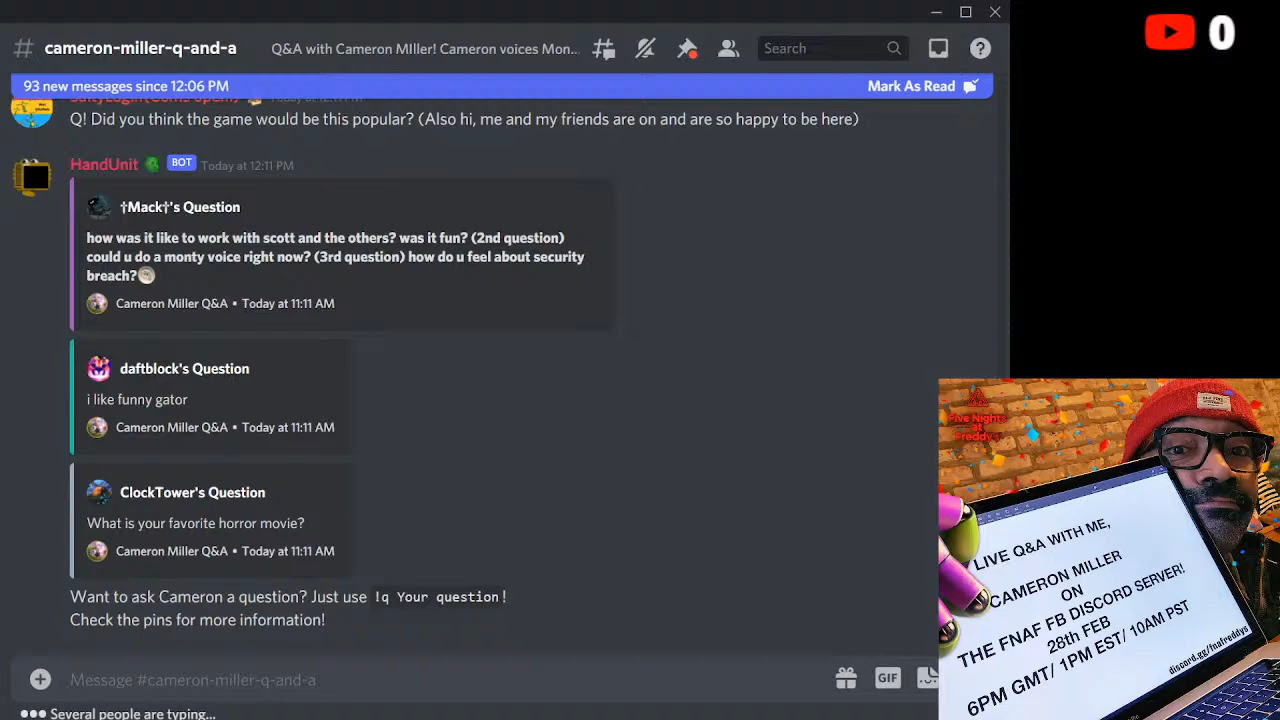 cameron-miller-q-and-a
Q&A with Cameron MIller! Cameron voices Mon...
Search
0
93 new messages since 12:06 PM
Mark As Read
Q! Did you think the game would be this popular? (Also hi, me and my friends are on and are so happy to be here)
HandUnit BOT Today at 12:11 PM
†Mack†'s Question
how was it like to work with scott and the others? was it fun? (2nd question)
could u do a monty voice right now? (3rd question) how do u feel about security
breach?
Cameron Miller Q&A • Today at 11:11 AM
daftblock's Question
i like funny gator
Cameron Miller Q&A • Today at 11:11 AM
ClockTower's Question
What is your favorite horror movie?
Cameron Miller Q&A • Today at 11:11 AM
Want to ask Cameron a question? Just use !q Your question!
Check the pins for more information!
Message #cameron-miller-q-and-a
GIF
Several people are typing...
Five Nights
at
Freddy's
LIVE Q&A WITH ME,
CAMERON MILLER
ON
THE FNAF FB DISCORD SERVER!
28th FEB
6PM GMT/ 1PM EST/ 10AM PST
discord.gg/fnafreddys